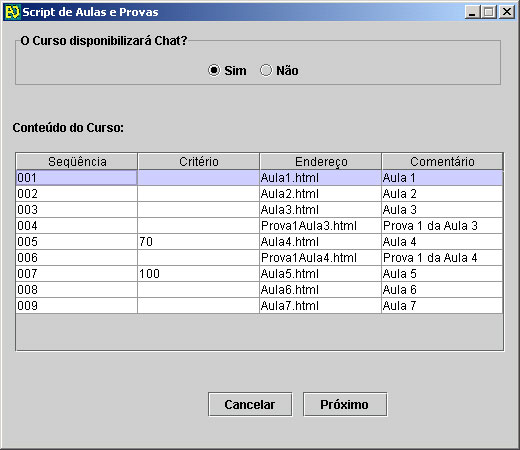 Script de Aulas e Provas
O Curso disponibilizará Chat?
Sim Não
Conteúdo do Curso:
Seqüência Critério Endereço Comentário
001 Aula1.html Aula 1
002 Aula2.html Aula 2
003 Aula3.html Aula 3
004 Prova1Aula3.html Prova 1 da Aula 3
005 70 Aula4.html Aula 4
006 Prova1Aula4.html Prova 1 da Aula 4
007 100 Aula5.html Aula 5
008 Aula6.html Aula 6
009 Aula7.html Aula 7
Cancelar Próximo